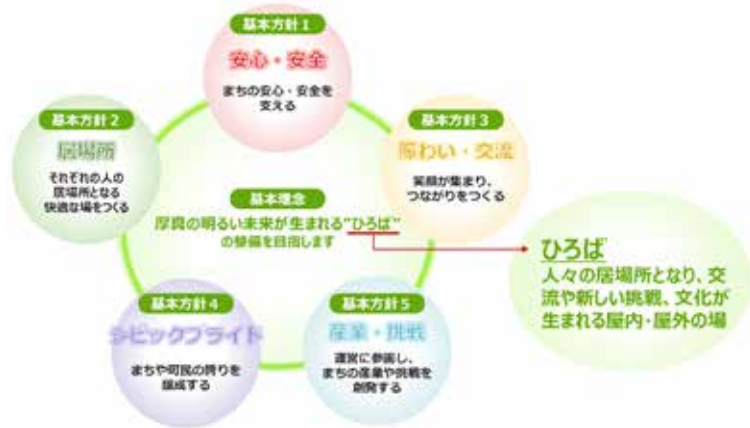 基本方針1
安心・安全
まちの安心・安全を
支える
基本方針2
居場所
それぞれの人の
居場所となる
快適な場をつくる
基本方針3
賑わい・交流
笑顔が集まり、
つながりをつくる
基本理念
厚真の明るい未来が生まれる"ひろば"
の整備を目指します
ひろば
人々の居場所となり、交
流や新しい挑戦、文化が
生まれる屋内・屋外の場
基本方針4
シビックプライド
まちや町民の誇りを
醸成する
基本方針5
産業・挑戦
運営に参画し、
まちの産業や挑戦を
創発する